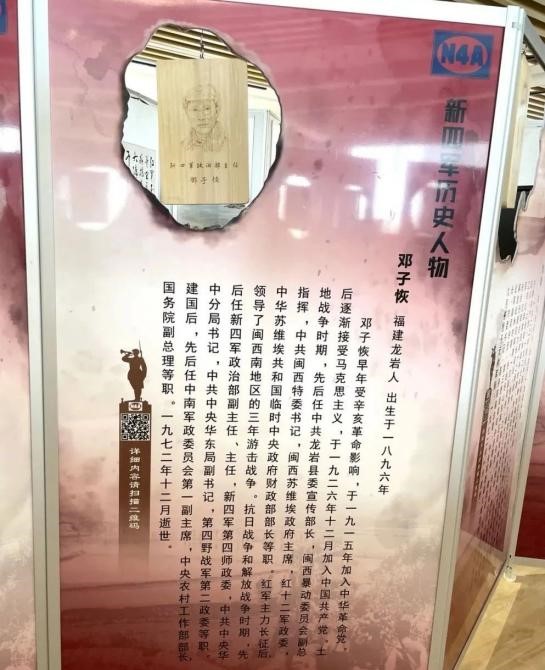 N4A
新四军历史人物
新四军政治部主任
邓子恢
邓子恢 福建龙岩人 出生于一八九六年
邓子恢早年受辛亥革命影响，于一九一五年加入中华革命党。
后逐渐接受马克思主义，于一九二六年十二月加入中国共产党。土
地战争时期，先后任中共龙岩县委宣传部长，闽西暴动委员会副总
指挥，中共闽西特委书记，闽西苏维埃政府主席，红十二军政委，
中华苏维埃共和国临时中央政府财政部部长等职。红军主力长征后，
领导了闽西南地区的三年游击战争。抗日战争和解放战争时期，先
后任新四军政治部副主任、主任，新四军第四师政委，中共中央华
中分局书记，中共中央华东局副书记，第四野战军第二政委等职。
建国后，先后任中南军政委员会第一副主席，中央农村工作部部长，
国务院副总理等职。一九七二年十二月逝世。
N4A
详细内容请扫描二维码